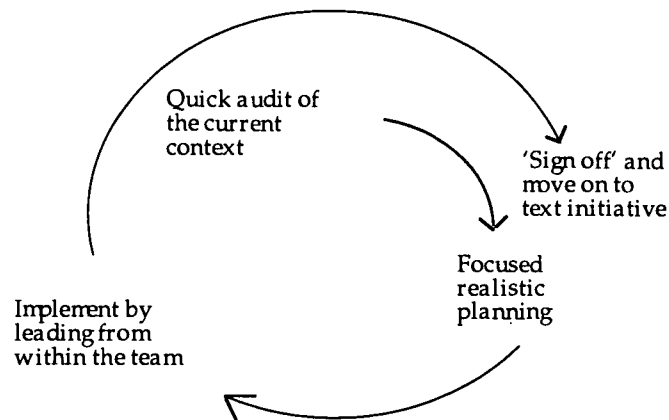 Quick audit of
the current
context
'Sign off' and
move on to
text initiative
Focused
realistic
planning
Implement by
leading from
within the team